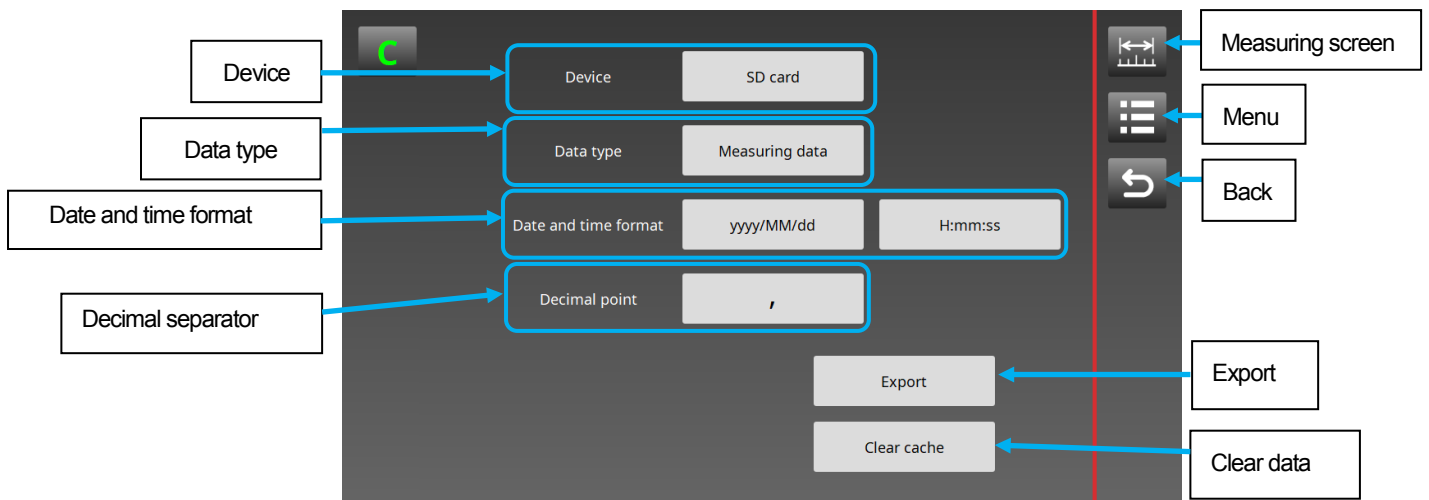 C
Device
Device
SD card
Measuring screen
Data type
Data type
Measuring data
Menu
Date and time format
Date and time format
yyyy/MM/dd
H:mm:ss
Back
Decimal separator
Decimal point
,
Export
Export
Clear cache
Clear data